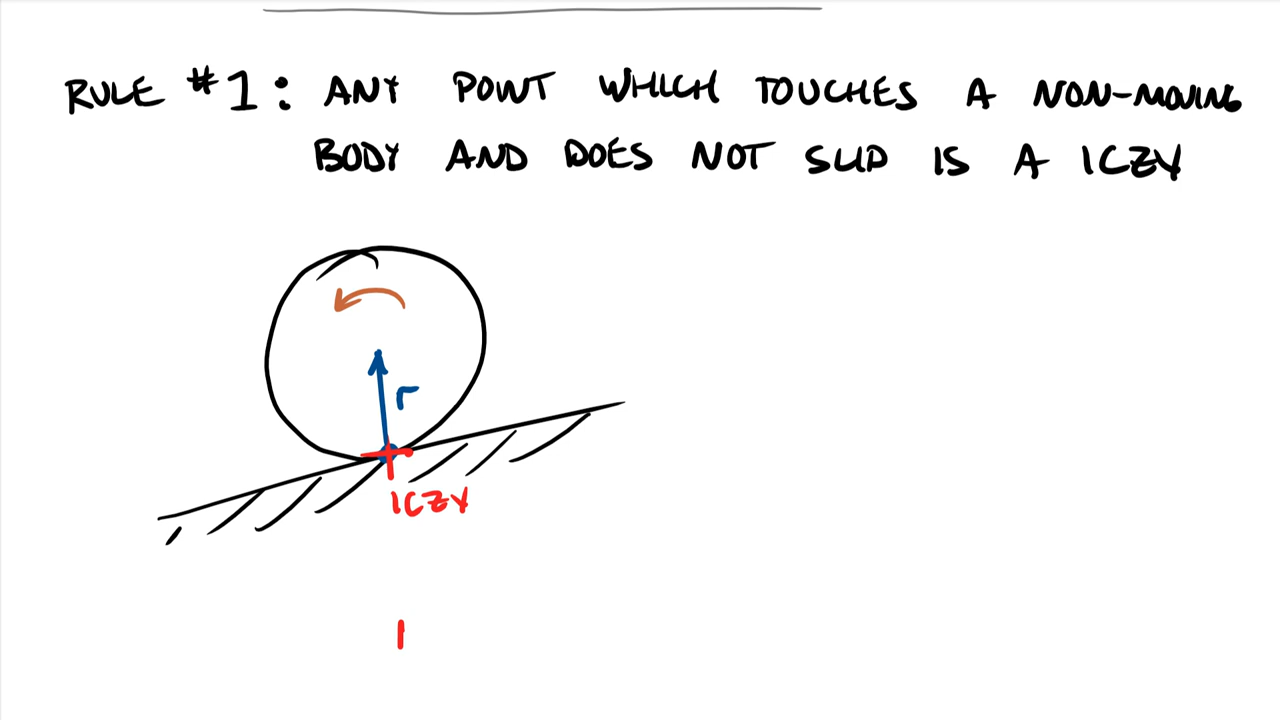 RULE #1: ANY POINT WHICH TOUCHES A NON-MOVING
BODY AND DOES NOT SLIP IS A ICZV
r
ICZV
I